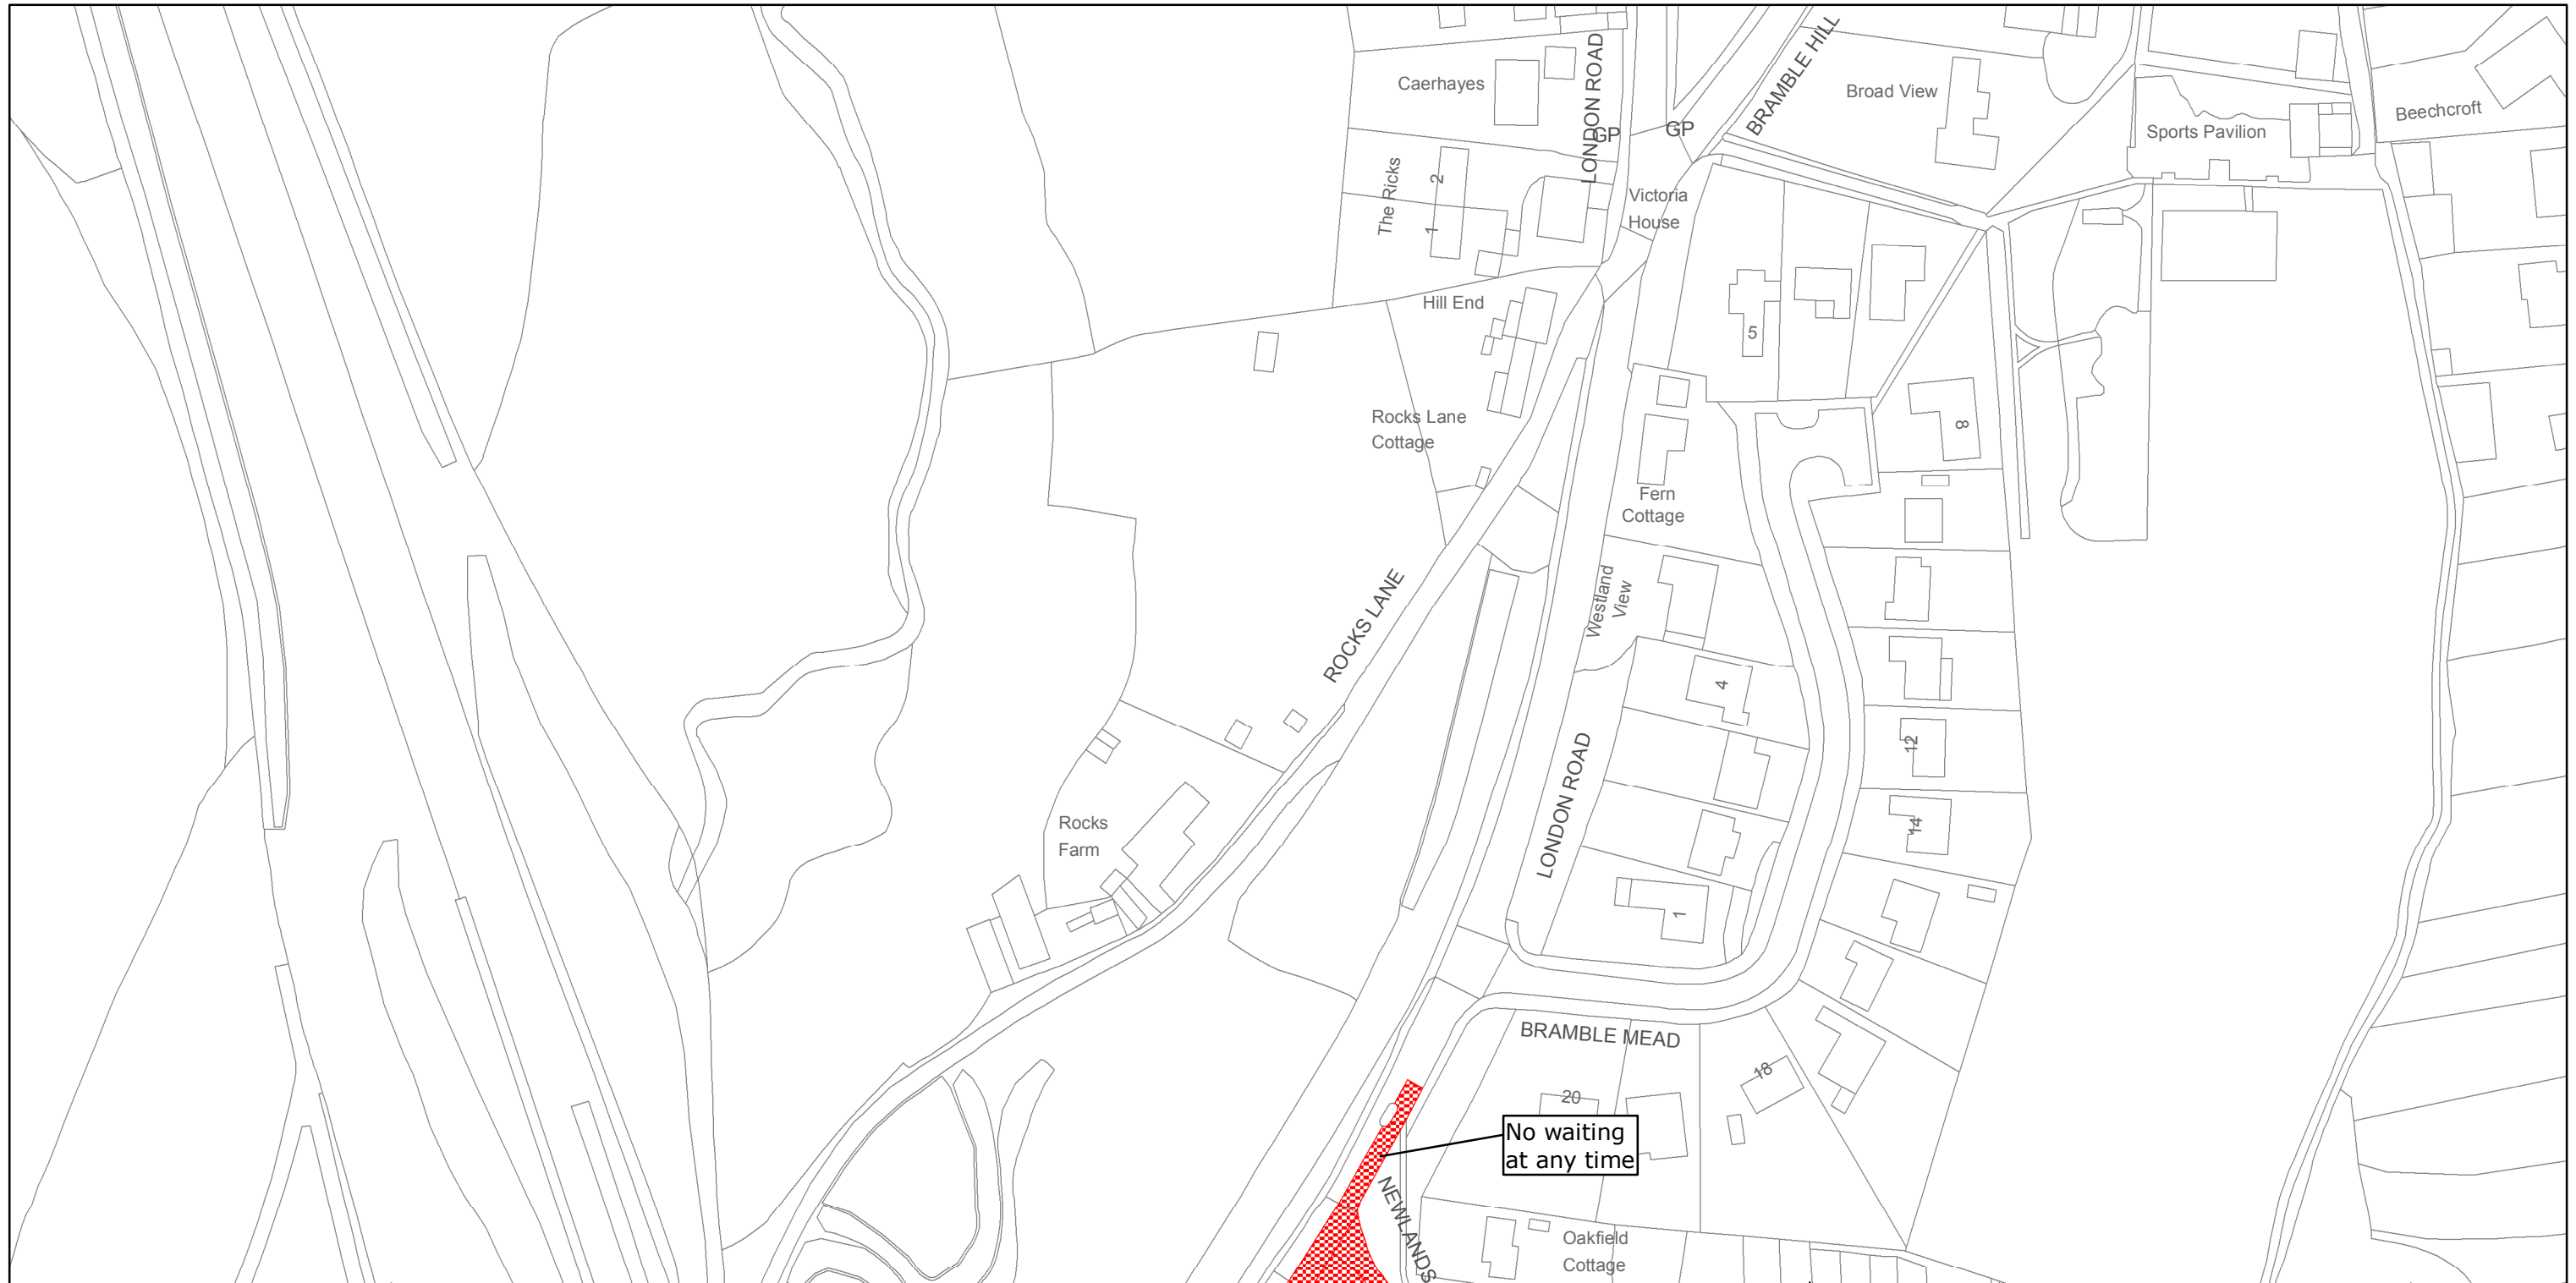 LONDON ROAD
BRAMBLE HILL
Caerhayes
Broad View
Beechcroft
GP
GP
Sports Pavilion
The Ricks
2
1
Victoria
House
Hill End
5
Rocks Lane
Cottage
8
Fern
Cottage
Westland
View
ROCKS LANE
4
12
LONDON ROAD
14
Rocks
Farm
1
BRAMBLE MEAD
18
20
No waiting
at any time
NEWLANDS
Oakfield
Cottage